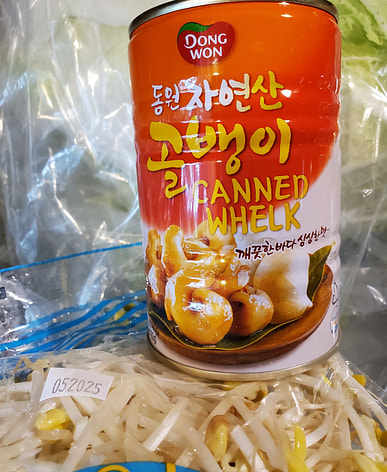 DONG
WON
동원 자연산
골뱅이
CANNED
WHELK
깨끗한 바다 싱싱한 맛
052025